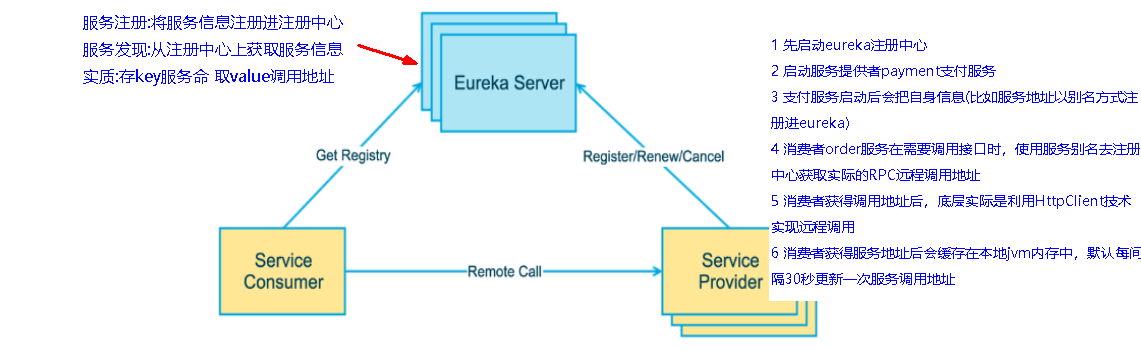 服务注册:将服务信息注册进注册中心
服务发现:从注册中心上获取服务信息
实质:存key服务命 取value调用地址
Eureka Server
Get Registry
Register/Renew/Cancel
Service
Consumer
Remote Call
Service
Provider
1 先启动eureka注册中心
2 启动服务提供者payment支付服务
3 支付服务启动后会把自身信息(比如服务地址以别名方式注
册进eureka)
4 消费者order服务在需要调用接口时，使用服务别名去注册
中心获取实际的RPC远程调用地址
5 消费者获得调用地址后，底层实际是利用HttpClient技术
实现远程调用
6 消费者获得服务地址后会缓存在本地jvm内存中，默认每间
隔30秒更新一次服务调用地址